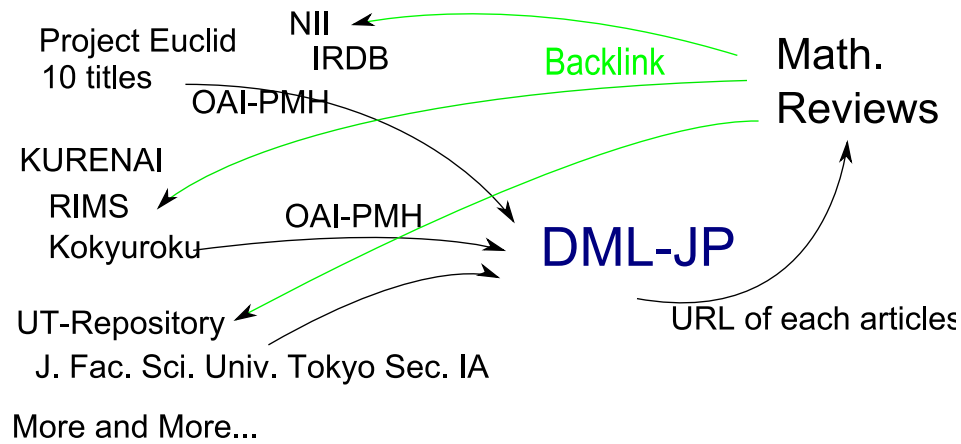 Project Euclid
10 titles
OAI-PMH
NII
IRDB
Backlink
Math.
Reviews
KURENAI
RIMS
Kokyuroku
OAI-PMH
DML-JP
URL of each articles
UT-Repository
J. Fac. Sci. Univ. Tokyo Sec. IA
More and More...